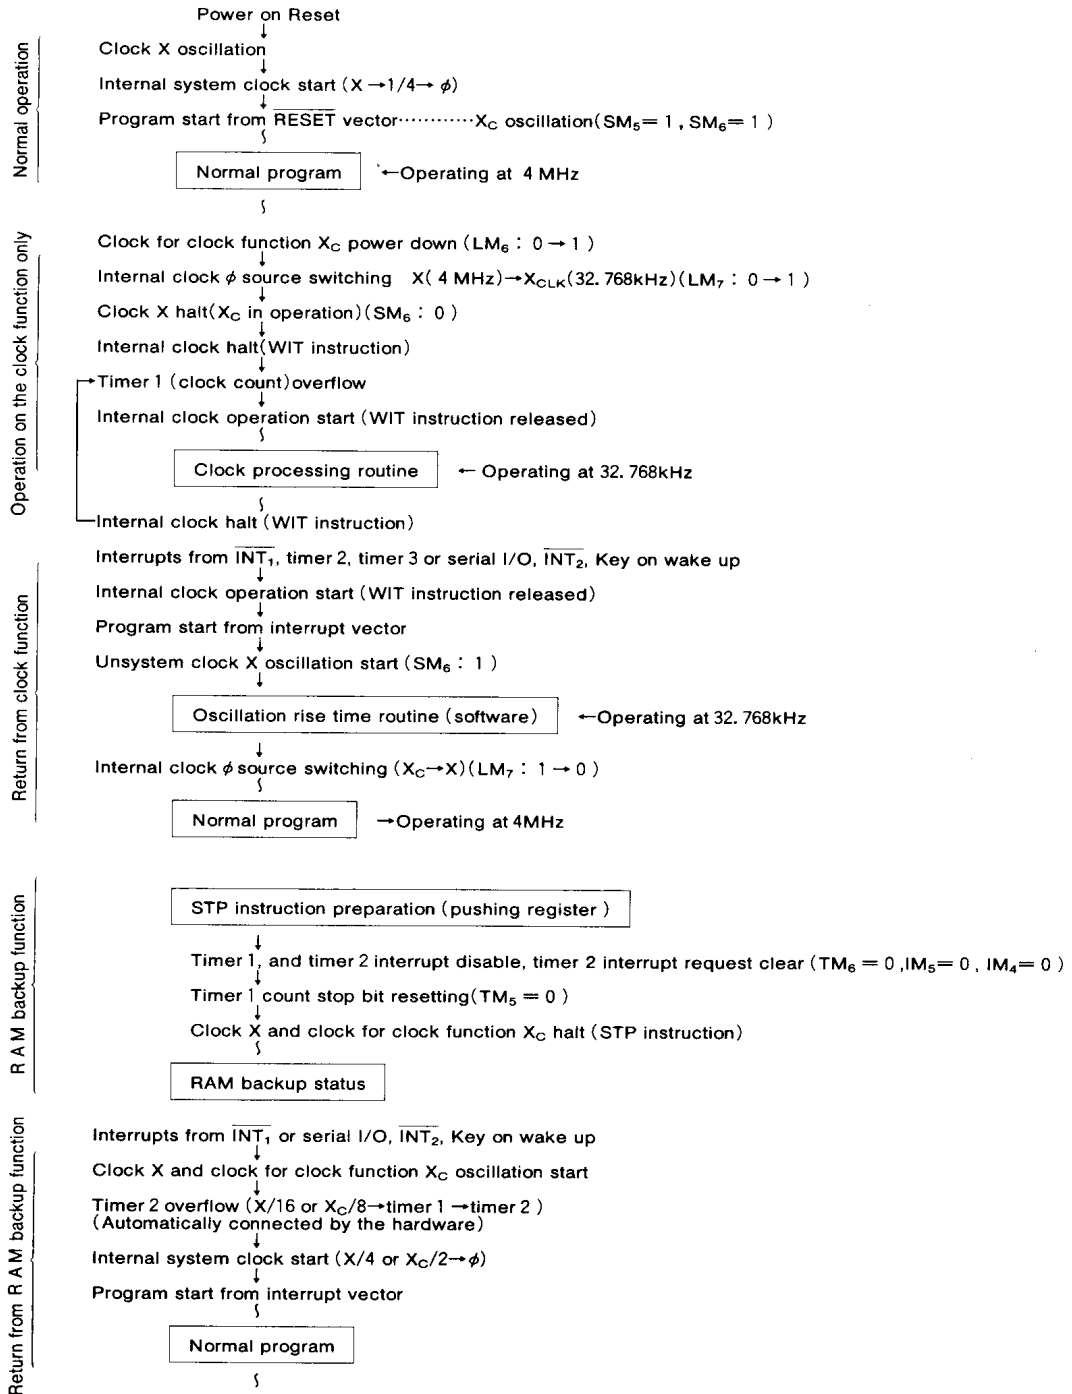 Power on Reset
Normal operation
Clock X oscillation
Internal system clock start (X→1/4→ φ)
Program start from RESET vector············XC oscillation(SM5= 1 , SM6= 1 )
Normal program ←Operating at 4 MHz
Operation on the clock function only
Clock for clock function XC power down (LM6 : 0→ 1 )
Internal clock φ source switching X( 4 MHz)→XCLK(32. 768kHz)(LM7 : 0→ 1 )
Clock X halt(XC in operation)(SM6 : 0 )
Internal clock halt(WIT instruction)
Timer 1 (clock count)overflow
Internal clock operation start (WIT instruction released)
Clock processing routine ← Operating at 32. 768kHz
Internal clock halt (WIT instruction)
Return from clock function
Interrupts from INT1, timer 2, timer 3 or serial I/O, INT2, Key on wake up
Internal clock operation start (WIT instruction released)
Program start from interrupt vector
Unsystem clock X oscillation start (SM6 : 1 )
Oscillation rise time routine (software) ←Operating at 32. 768kHz
Internal clock φ source switching (XC→X)(LM7 : 1 → 0 )
Normal program →Operating at 4MHz
RAM backup function
STP instruction preparation (pushing register )
Timer 1, and timer 2 interrupt disable, timer 2 interrupt request clear (TM6 = 0 ,IM5= 0 , IM4= 0 )
Timer 1 count stop bit resetting(TM5 = 0 )
Clock X and clock for clock function XC halt (STP instruction)
RAM backup status
Return from RAM backup function
Interrupts from INT1 or serial I/O, INT2, Key on wake up
Clock X and clock for clock function XC oscillation start
Timer 2 overflow (X/16 or XC/8→timer 1 →timer 2 )
(Automatically connected by the hardware)
Internal system clock start (X/4 or XC/2→φ)
Program start from interrupt vector
Normal program